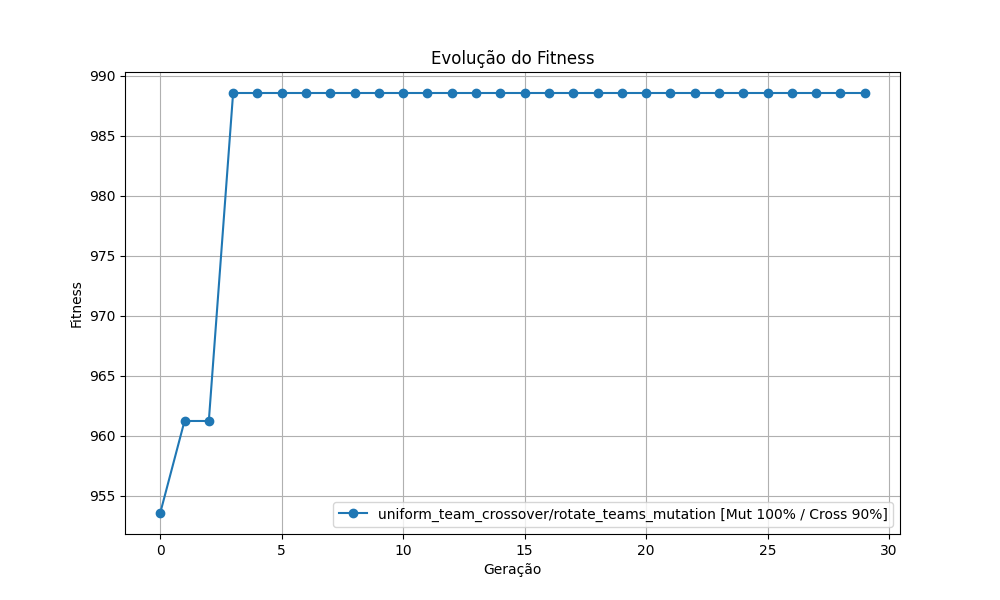 Evolução do Fitness
990
985
980
975
970
965
960
955
Fitness
uniform_team_crossover/rotate_teams_mutation [Mut 100% / Cross 90%]
0 5 10 15 20 25 30
Geração